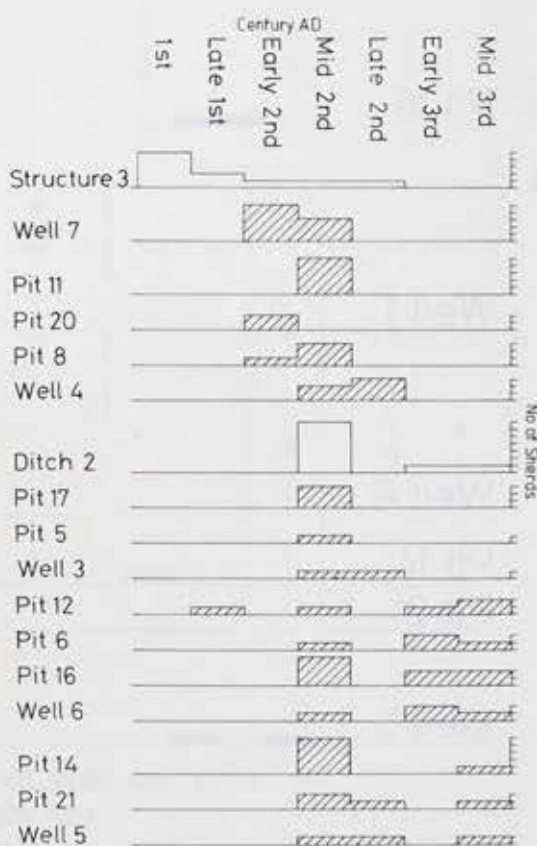 Century AD
1st
Late 1st
Early 2nd
Mid 2nd
Late 2nd
Early 3rd
Mid 3rd
Structure 3
Well 7
Pit 11
Pit 20
Pit 8
Well 4
Ditch 2
Pit 17
Pit 5
Well 3
Pit 12
Pit 6
Pit 16
Well 6
Pit 14
Pit 21
Well 5
No of Sherds